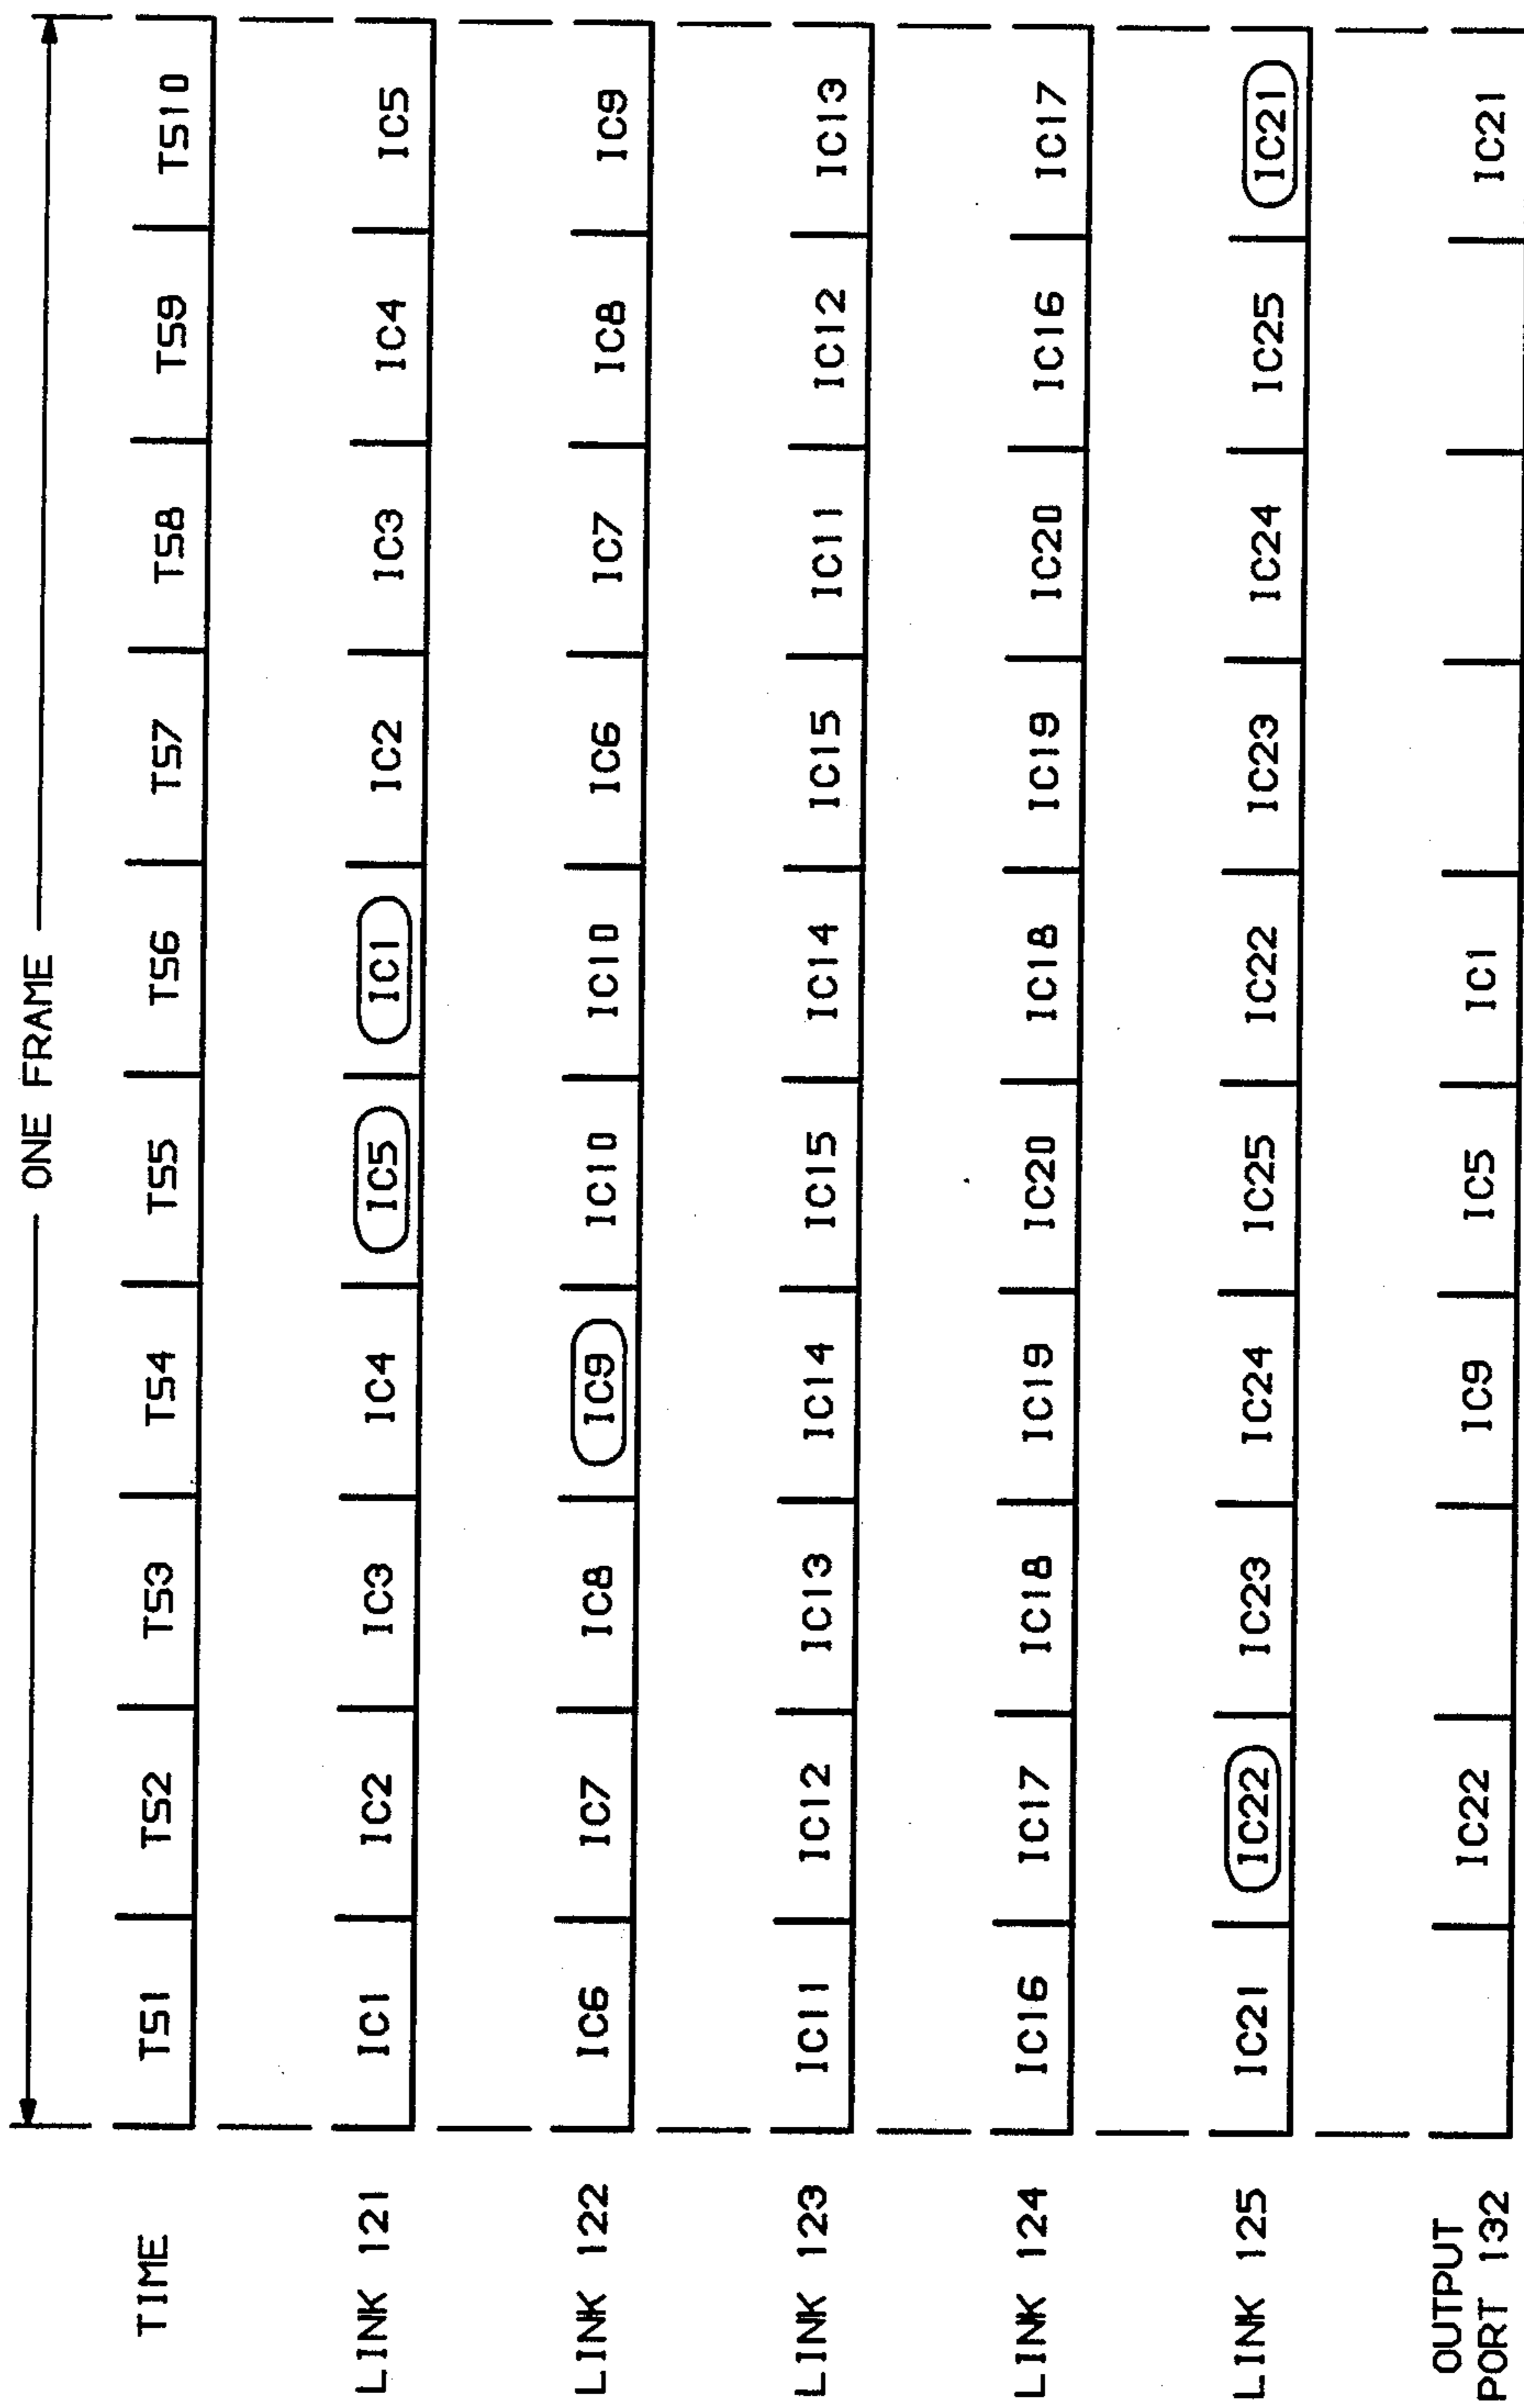 ONE FRAME
TIME TS1 TS2 TS3 TS4 TS5 TS6 TS7 TS8 TS9 TS10
LINK 121 IC1 IC2 IC3 IC4 IC5 IC1 IC2 IC3 IC4 IC5
LINK 122 IC6 IC7 IC8 IC9 IC10 IC10 IC6 IC7 IC8 IC9
LINK 123 IC11 IC12 IC13 IC14 IC15 IC14 IC15 IC11 IC12 IC13
LINK 124 IC16 IC17 IC18 IC19 IC20 IC18 IC19 IC20 IC16 IC17
LINK 125 IC21 IC22 IC23 IC24 IC25 IC22 IC23 IC24 IC25 IC21
OUTPUT
PORT 132 IC22 IC9 IC5 IC1 IC21